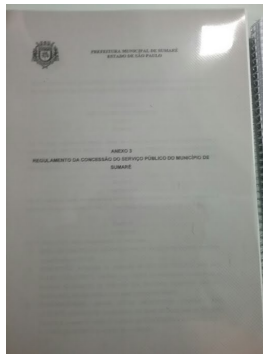 PREFEITURA MUNICIPAL DE SUMARÉ
ESTADO DE SÃO PAULO
ANEXO 5
REGULAMENTO DA CONCESSÃO DO SERVIÇO PÚBLICO DO MUNICÍPIO DE
SUMARÉ